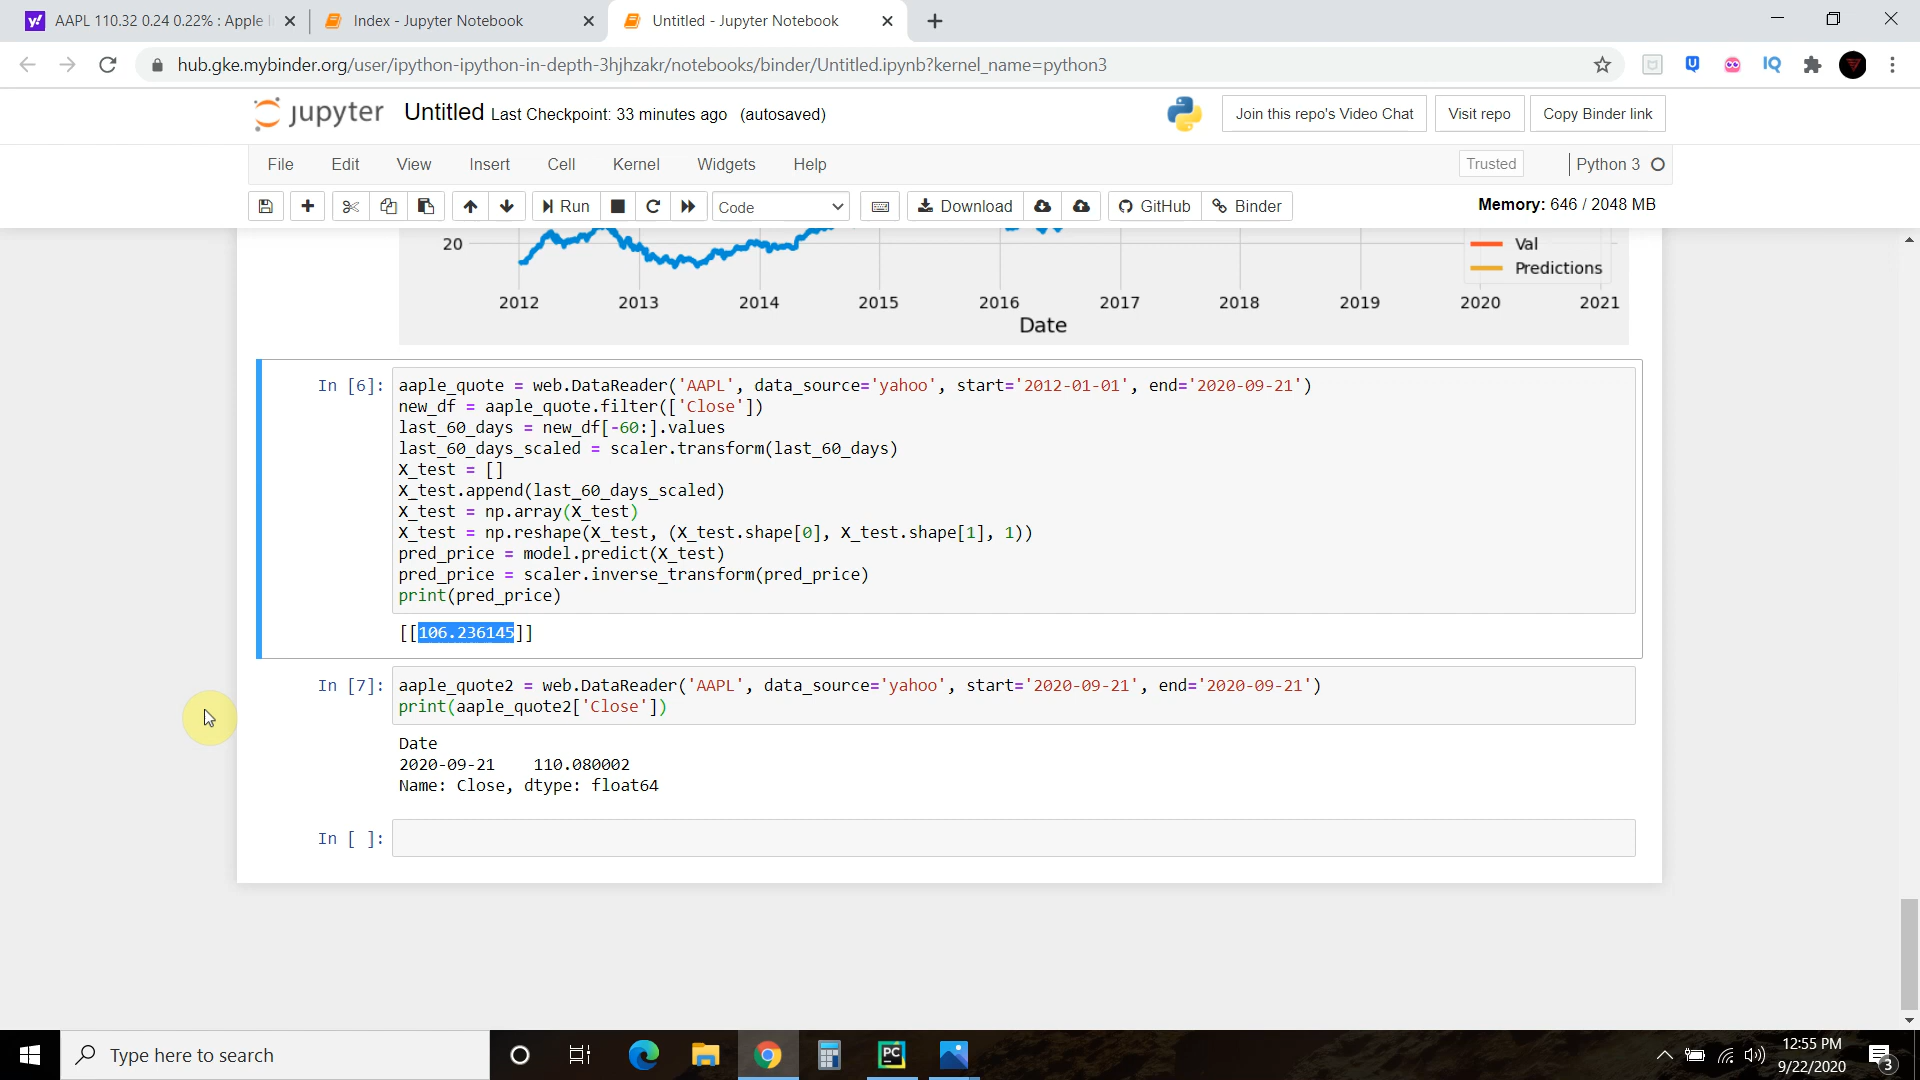 AAPL 110.32 0.24 0.22% : Apple
Index - Jupyter Notebook
Untitled - Jupyter Notebook
hub.gke.mybinder.org/user/ipython-ipython-in-depth-3hjhzakr/notebooks/binder/Untitled.ipynb?kernel_name=python3
jupyter Untitled Last Checkpoint: 33 minutes ago (autosaved)
Join this repo's Video Chat
Visit repo
Copy Binder link
File Edit View Insert Cell Kernel Widgets Help
Trusted
Python 3
Run
Code
Download
GitHub
Binder
Memory: 646 / 2048 MB
20
Val
Predictions
2012 2013 2014 2015 2016 2017 2018 2019 2020 2021
Date
In [6]: aaple_quote = web.DataReader('AAPL', data_source='yahoo', start='2012-01-01', end='2020-09-21')
new_df = aaple_quote.filter(['Close'])
last_60_days = new_df[-60:].values
last_60_days_scaled = scaler.transform(last_60_days)
X_test = []
X_test.append(last_60_days_scaled)
X_test = np.array(X_test)
X_test = np.reshape(X_test, (X_test.shape[0], X_test.shape[1], 1))
pred_price = model.predict(X_test)
pred_price = scaler.inverse_transform(pred_price)
print(pred_price)
[[106.236145]]
In [7]: aaple_quote2 = web.DataReader('AAPL', data_source='yahoo', start='2020-09-21', end='2020-09-21')
print(aaple_quote2['Close'])
Date
2020-09-21    110.080002
Name: Close, dtype: float64
In [ ]:
Type here to search
12:55 PM
9/22/2020
3